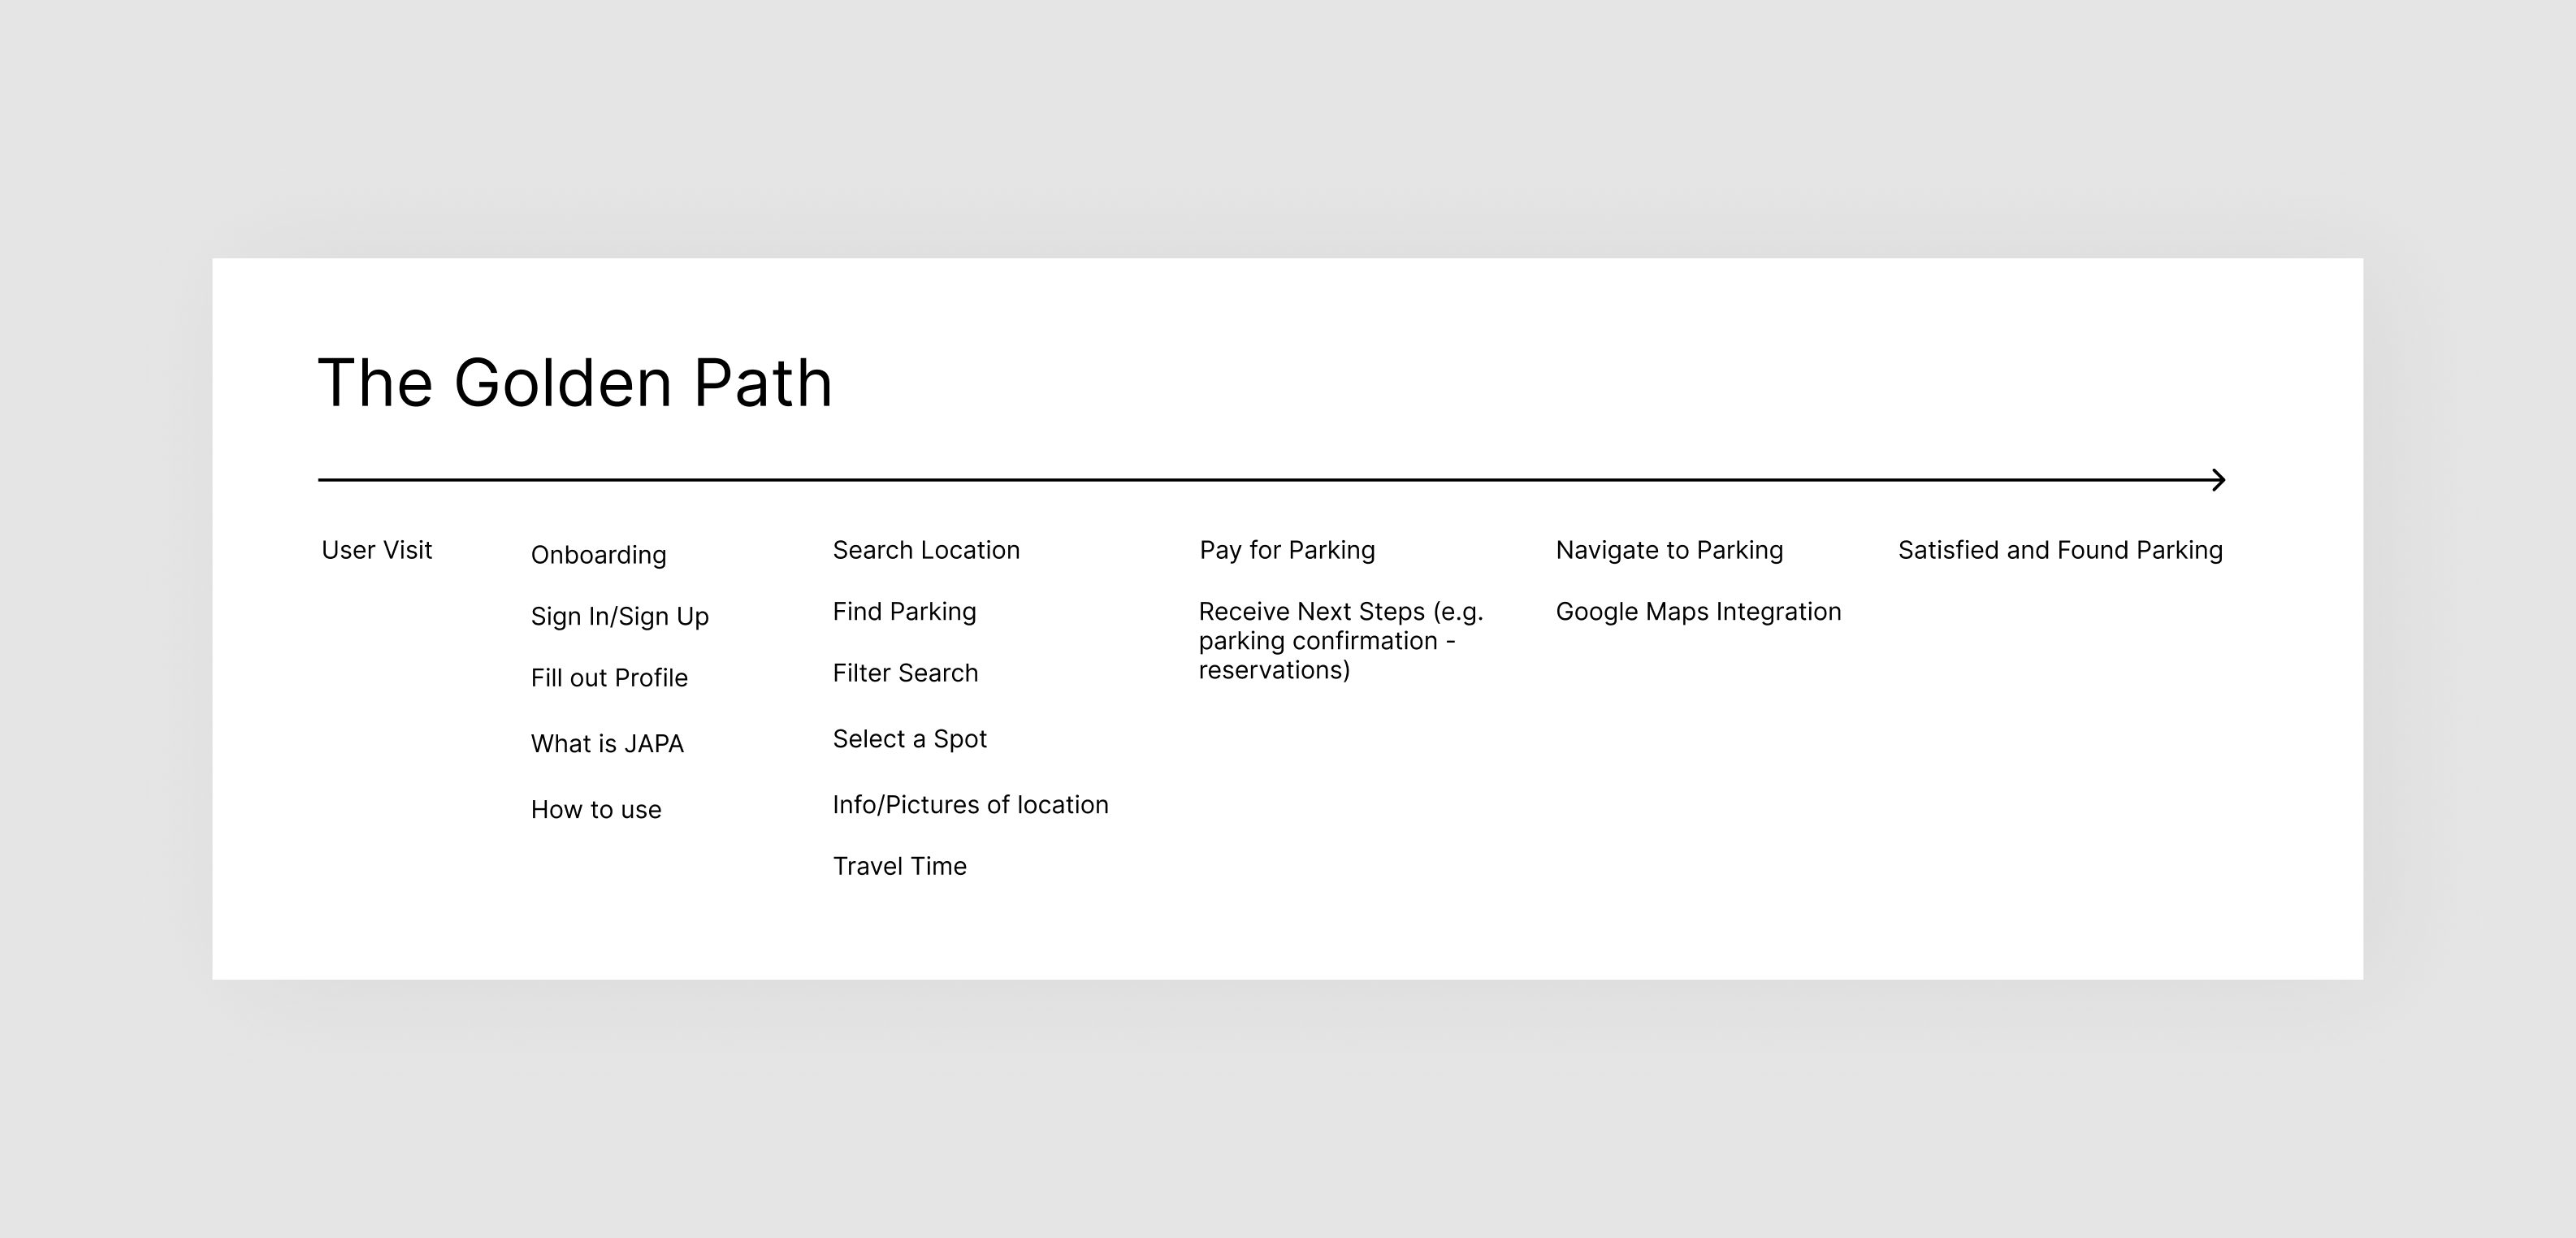 The Golden Path
User Visit
Onboarding
Sign In/Sign Up
Fill out Profile
What is JAPA
How to use
Search Location
Find Parking
Filter Search
Select a Spot
Info/Pictures of location
Travel Time
Pay for Parking
Receive Next Steps (e.g.
parking confirmation -
reservations)
Navigate to Parking
Google Maps Integration
Satisfied and Found Parking